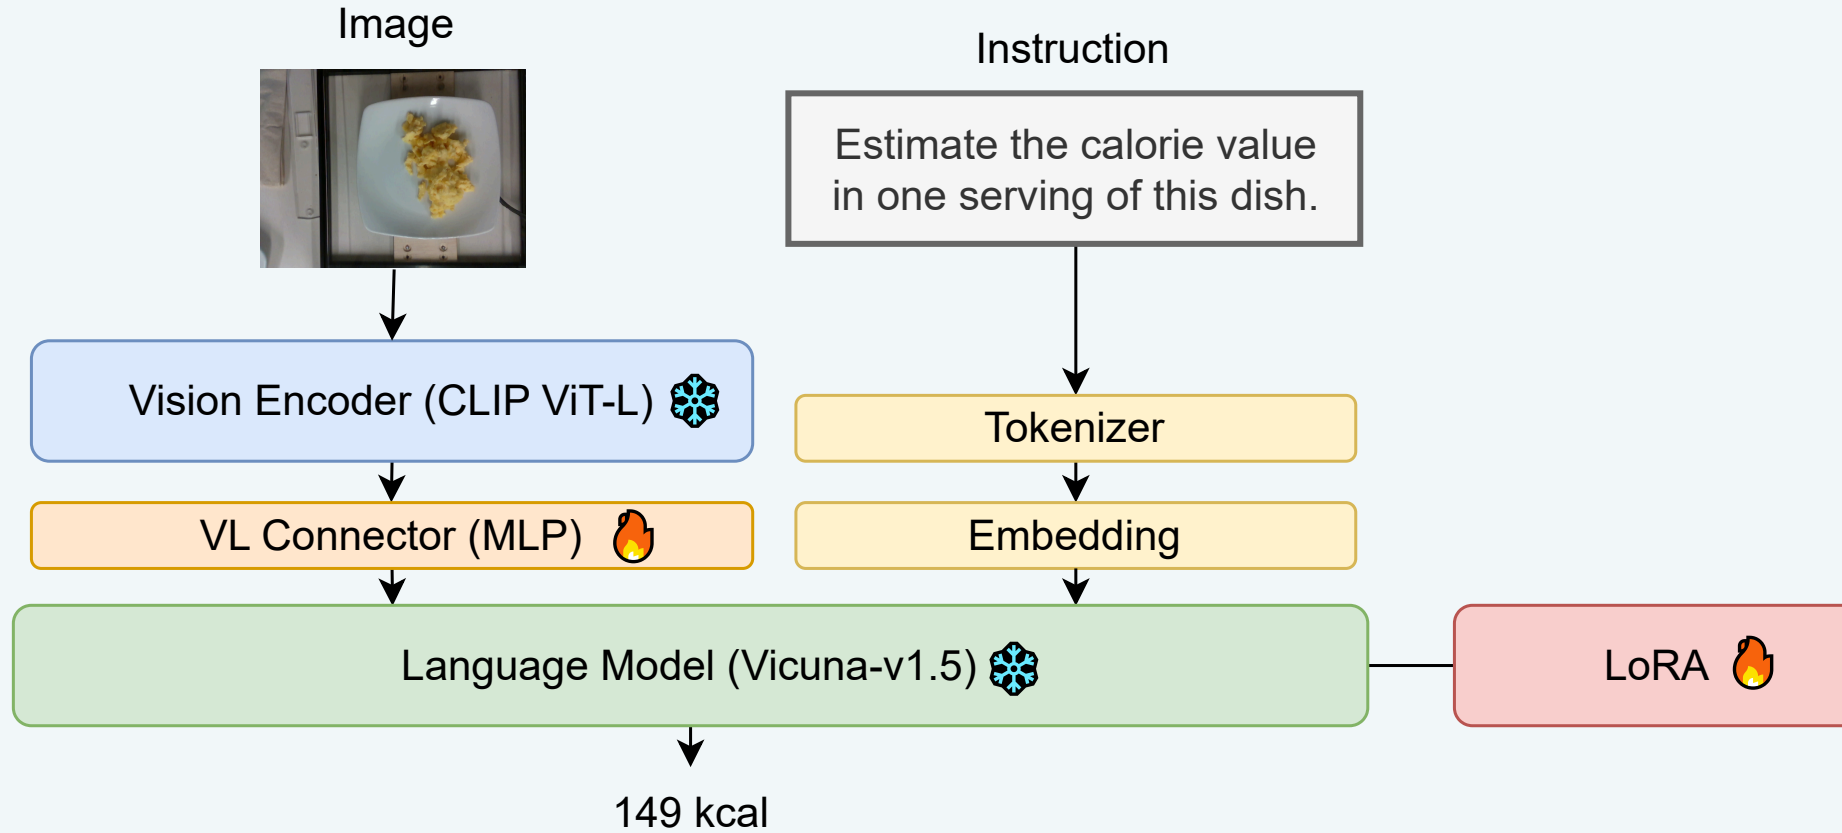 Image
Instruction
Estimate the calorie value
in one serving of this dish.
Vision Encoder (CLIP ViT-L)
Tokenizer
VL Connector (MLP)
Embedding
Language Model (Vicuna-v1.5)
LoRA
149 kcal